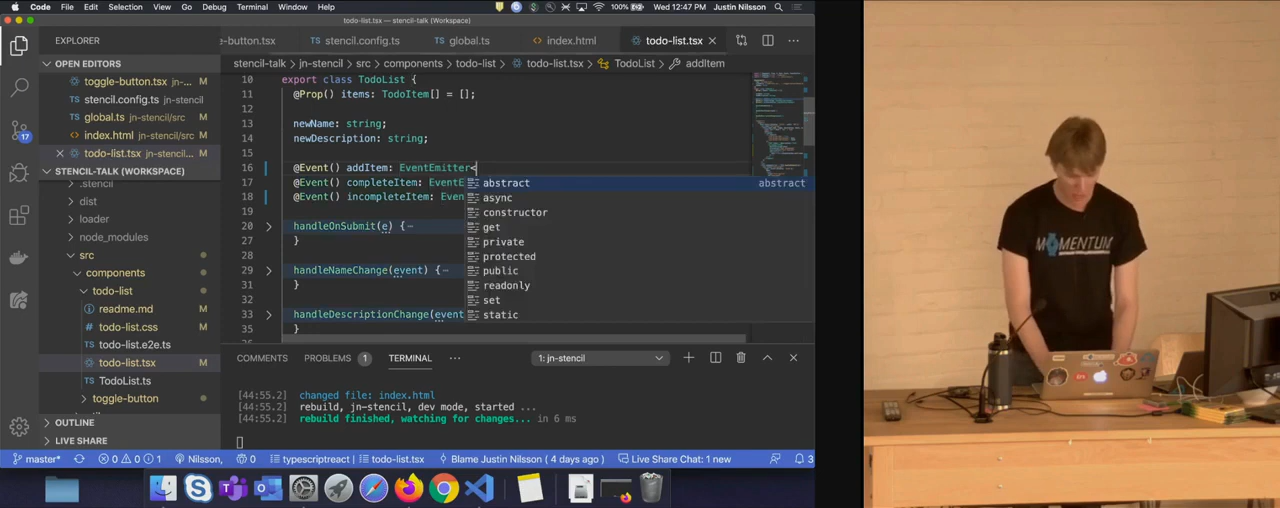 Code File Edit Selection View Go Debug Terminal Window Help 100% Wed 12:47 PM Justin Nilsson
todo-list.tsx — stencil-talk (Workspace)
EXPLORER
e-button.tsx stencil.config.ts TS global.ts index.html todo-list.tsx
OPEN EDITORS
toggle-button.tsx jn-stencil... M
stencil.config.ts jn-stencil
TS global.ts jn-stencil/src
index.html jn-stencil/src M
todo-list.tsx jn-stencil... M
STENCIL-TALK (WORKSPACE)
.stencil
dist
loader
node_modules
src
components
todo-list
readme.md M
todo-list.css M
TS todo-list.e2e.ts
todo-list.tsx M
TS TodoList.ts
toggle-button
OUTLINE
LIVE SHARE
17
stencil-talk > jn-stencil > src > components > todo-list > todo-list.tsx > TodoList > addItem
10 export class TodoList {
11 @Prop() items: TodoItem[] = [];
12
13 newName: string;
14 newDescription: string;
15
16 @Event() addItem: EventEmitter<
17 @Event() completeItem: EventE
18 @Event() incompleteItem: Even
19
20 handleOnSubmit(e) {
27 }
28
29 handleNameChange(event) {
31 }
32
33 handleDescriptionChange(event
35 }
abstract abstract
async
constructor
get
private
protected
public
readonly
set
static
COMMENTS PROBLEMS 1 TERMINAL ... 1: jn-stencil
[44:55.2] changed file: index.html
[44:55.2] rebuild, jn-stencil, dev mode, started ...
[44:55.2] rebuild finished, watching for changes... in 6 ms
master* 0 0 1 Nilsson, 0 typescriptreact todo-list.tsx Blame Justin Nilsson ( 4 days ago ) Live Share Chat: 1 new 3
MOMENTUM